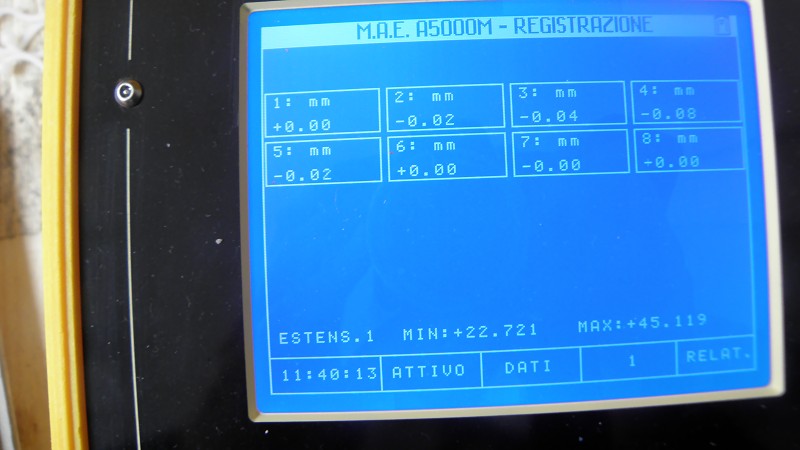 M.A.E. A5000M - REGISTRAZIONE
1: mm 2: mm 3: mm 4: mm
+0.00 -0.02 -0.04 -0.08
5: mm 6: mm 7: mm 8: mm
-0.02 +0.00 -0.00 +0.00
ESTENS.1 MIN:+22.721 MAX:+45.119
11:40:13 ATTIVO DATI 1 RELAT.